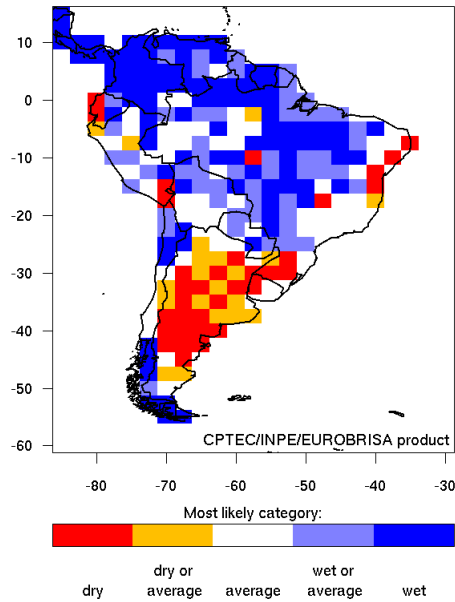 10
0
-10
-20
-30
-40
-50
-60
CPTEC/INPE/EUROBRISA product
-80 -70 -60 -50 -40 -30
Most likely category:
dry
dry or average
average
wet or average
wet